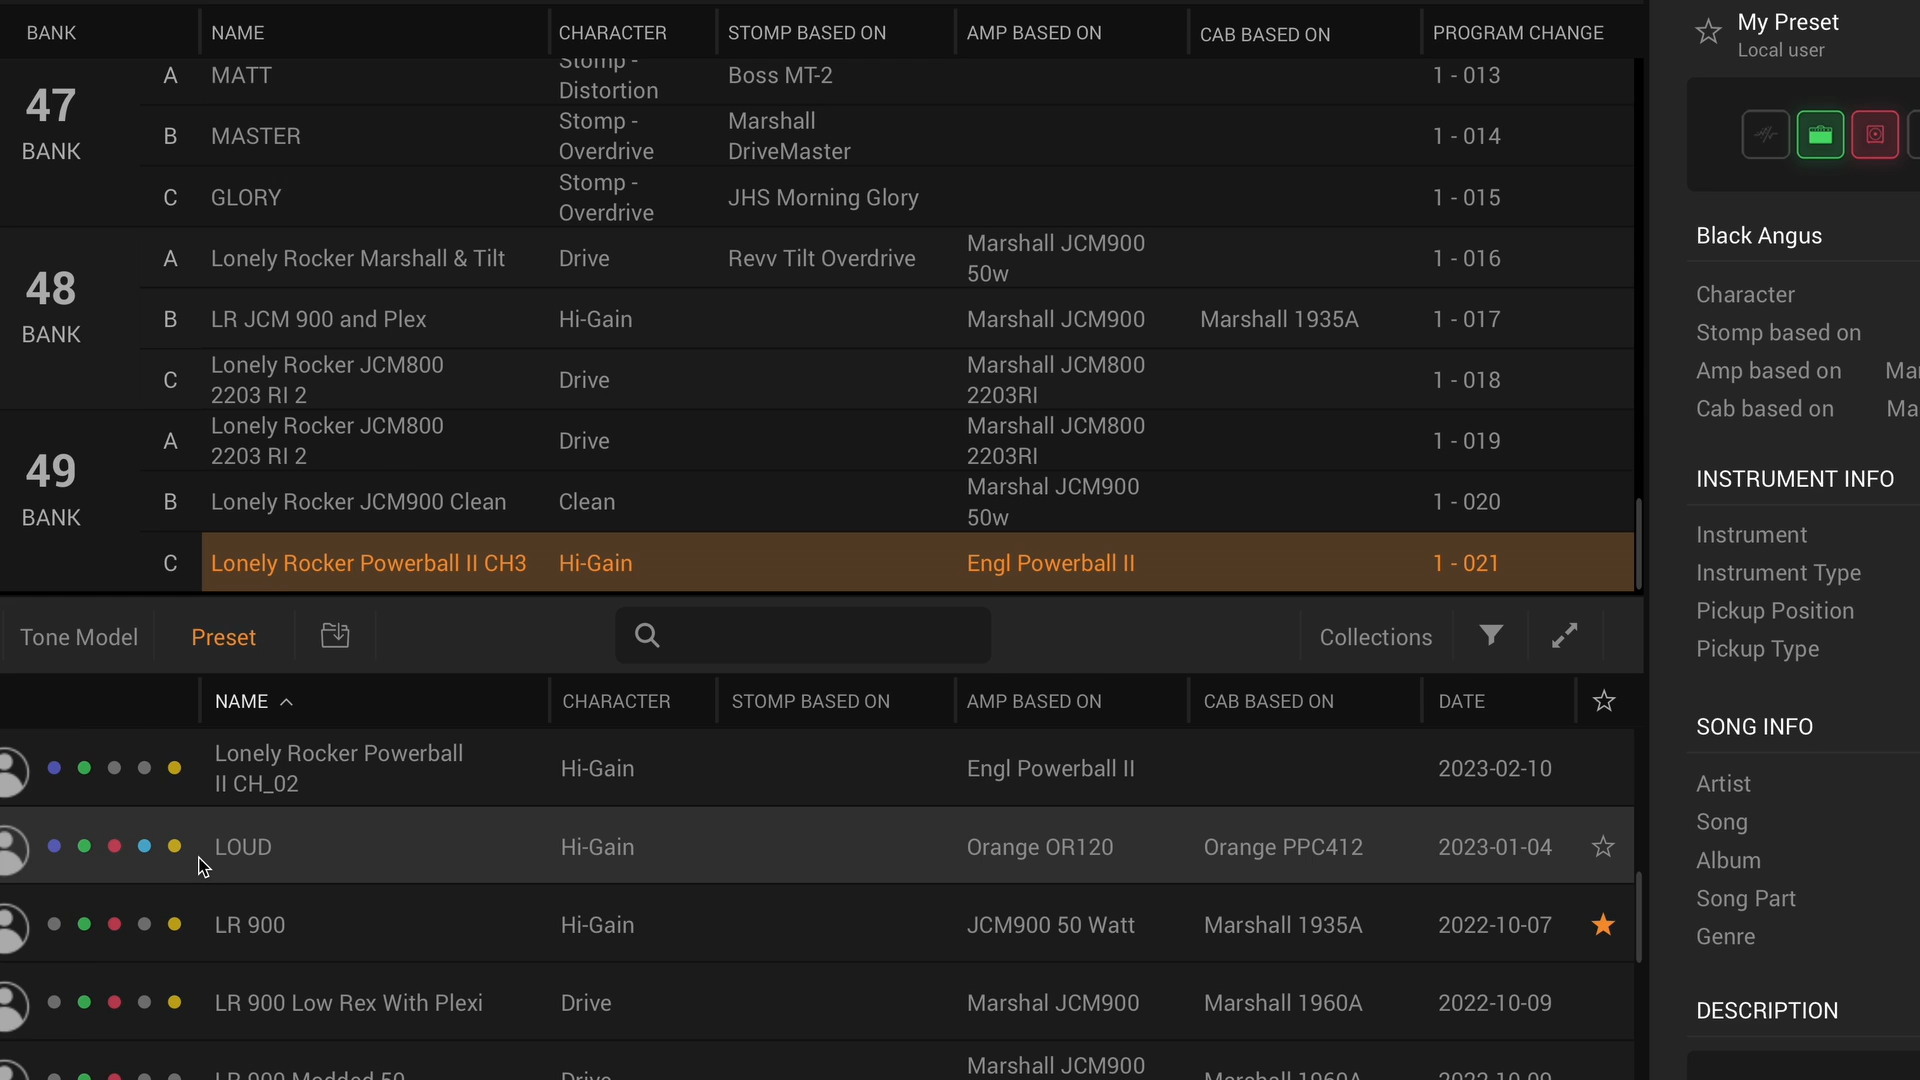 BANK NAME CHARACTER STOMP BASED ON AMP BASED ON CAB BASED ON PROGRAM CHANGE
47
BANK
A MATT Stomp -
Distortion Boss MT-2 1 - 013
B MASTER Stomp -
Overdrive Marshall
DriveMaster 1 - 014
C GLORY Stomp -
Overdrive JHS Morning Glory 1 - 015
48
BANK
A Lonely Rocker Marshall & Tilt Drive Revv Tilt Overdrive Marshall JCM900
50w 1 - 016
B LR JCM 900 and Plex Hi-Gain Marshall JCM900 Marshall 1935A 1 - 017
C Lonely Rocker JCM800
2203 RI 2 Drive Marshall JCM800
2203RI 1 - 018
49
BANK
A Lonely Rocker JCM800
2203 RI 2 Drive Marshall JCM800
2203RI 1 - 019
B Lonely Rocker JCM900 Clean Clean Marshal JCM900
50w 1 - 020
C Lonely Rocker Powerball II CH3 Hi-Gain Engl Powerball II 1 - 021
Tone Model Preset Collections
NAME CHARACTER STOMP BASED ON AMP BASED ON CAB BASED ON DATE
Lonely Rocker Powerball
II CH_02 Hi-Gain Engl Powerball II 2023-02-10
LOUD Hi-Gain Orange OR120 Orange PPC412 2023-01-04
LR 900 Hi-Gain JCM900 50 Watt Marshall 1935A 2022-10-07
LR 900 Low Rex With Plexi Drive Marshal JCM900 Marshall 1960A 2022-10-09
LR 900 Modded 50 Drive Marshall JCM900 Marshall 1960A 2022-10-09
My Preset
Local user
Black Angus
Character
Stomp based on
Amp based on
Cab based on
INSTRUMENT INFO
Instrument
Instrument Type
Pickup Position
Pickup Type
SONG INFO
Artist
Song
Album
Song Part
Genre
DESCRIPTION